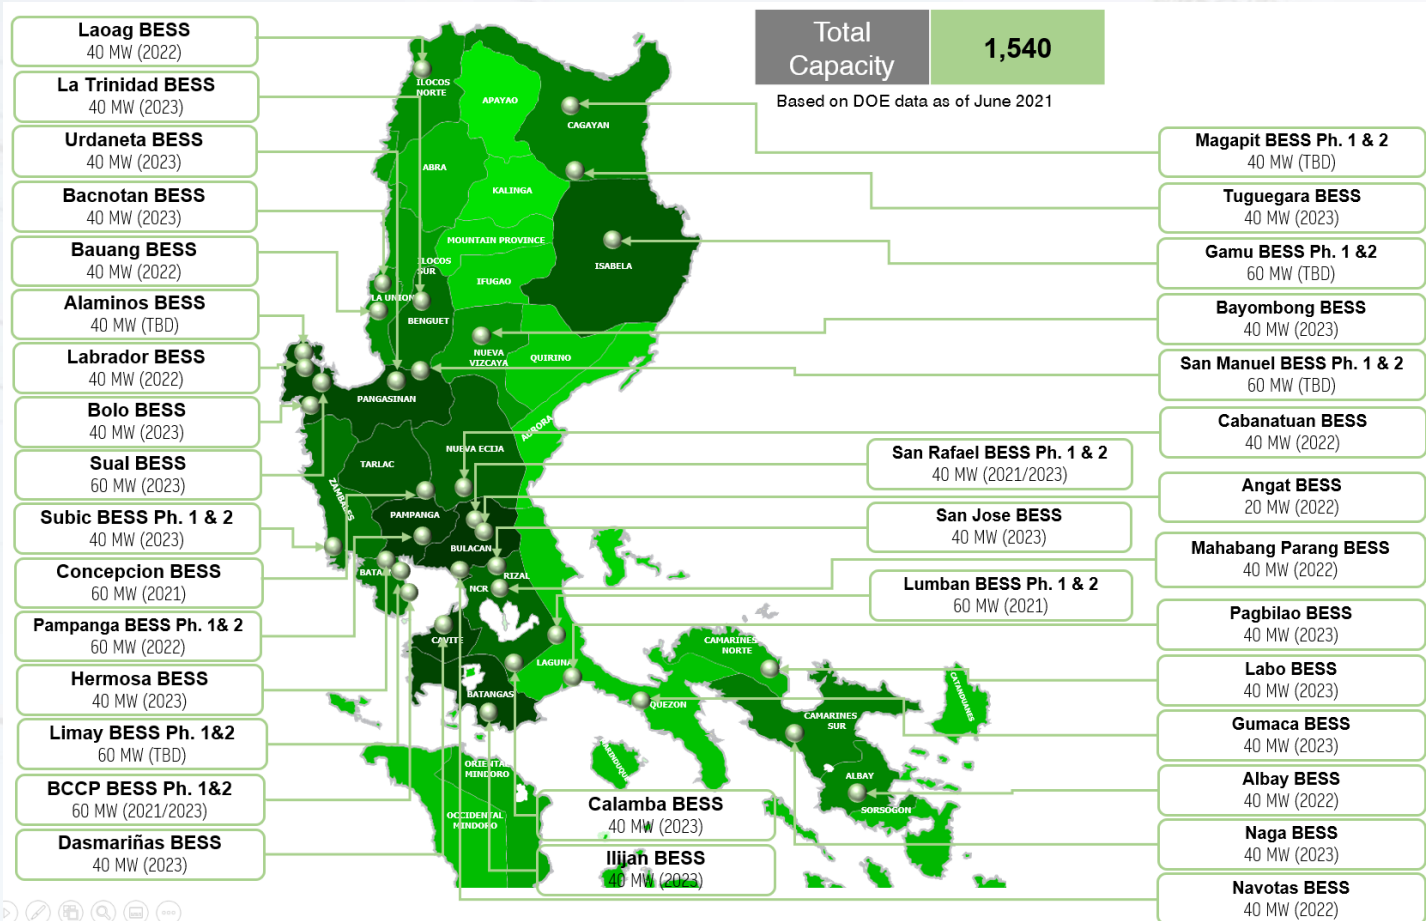 Laoag BESS
40 MW (2022)
La Trinidad BESS
40 MW (2023)
Urdaneta BESS
40 MW (2023)
Bacnotan BESS
40 MW (2023)
Bauang BESS
40 MW (2022)
Alaminos BESS
40 MW (TBD)
Labrador BESS
40 MW (2022)
Bolo BESS
40 MW (2023)
Sual BESS
60 MW (2023)
Subic BESS Ph. 1 & 2
40 MW (2023)
Concepcion BESS
60 MW (2021)
Pampanga BESS Ph. 1& 2
60 MW (2022)
Hermosa BESS
40 MW (2023)
Limay BESS Ph. 1&2
60 MW (TBD)
BCCP BESS Ph. 1&2
60 MW (2021/2023)
Dasmariñas BESS
40 MW (2023)
Total
Capacity
1,540
Based on DOE data as of June 2021
Magapit BESS Ph. 1 & 2
40 MW (TBD)
Tuguegara BESS
40 MW (2023)
Gamu BESS Ph. 1 &2
60 MW (TBD)
Bayombong BESS
40 MW (2023)
San Manuel BESS Ph. 1 & 2
60 MW (TBD)
Cabanatuan BESS
40 MW (2022)
San Rafael BESS Ph. 1 & 2
40 MW (2021/2023)
Angat BESS
20 MW (2022)
San Jose BESS
40 MW (2023)
Mahabang Parang BESS
40 MW (2022)
Lumban BESS Ph. 1 & 2
60 MW (2021)
Pagbilao BESS
40 MW (2023)
Labo BESS
40 MW (2023)
Gumaca BESS
40 MW (2023)
Albay BESS
40 MW (2022)
Naga BESS
40 MW (2023)
Navotas BESS
40 MW (2022)
Calamba BESS
40 MW (2023)
Ilijan BESS
40 MW (2023)
ILOCOS
NORTE
APAYAO
CAGAYAN
ABRA
KALINGA
MOUNTAIN PROVINCE
ILOCOS
SUR
IFUGAO
ISABELA
LA UNION
BENGUET
NUEVA
VIZCAYA
QUIRINO
PANGASINAN
AURORA
NUEVA ECIJA
TARLAC
ZAMBALES
PAMPANGA
BULACAN
BATAA
RIZAL
NCR
CAVITE
LAGUNA
BATANGAS
QUEZON
CAMARINES
NORTE
CATANDUANES
CAMARINES
SUR
ALBAY
SORSOGON
ARINDUQUE
ORIENTAL
MINDORO
OCCIDENTAL
MINDORO